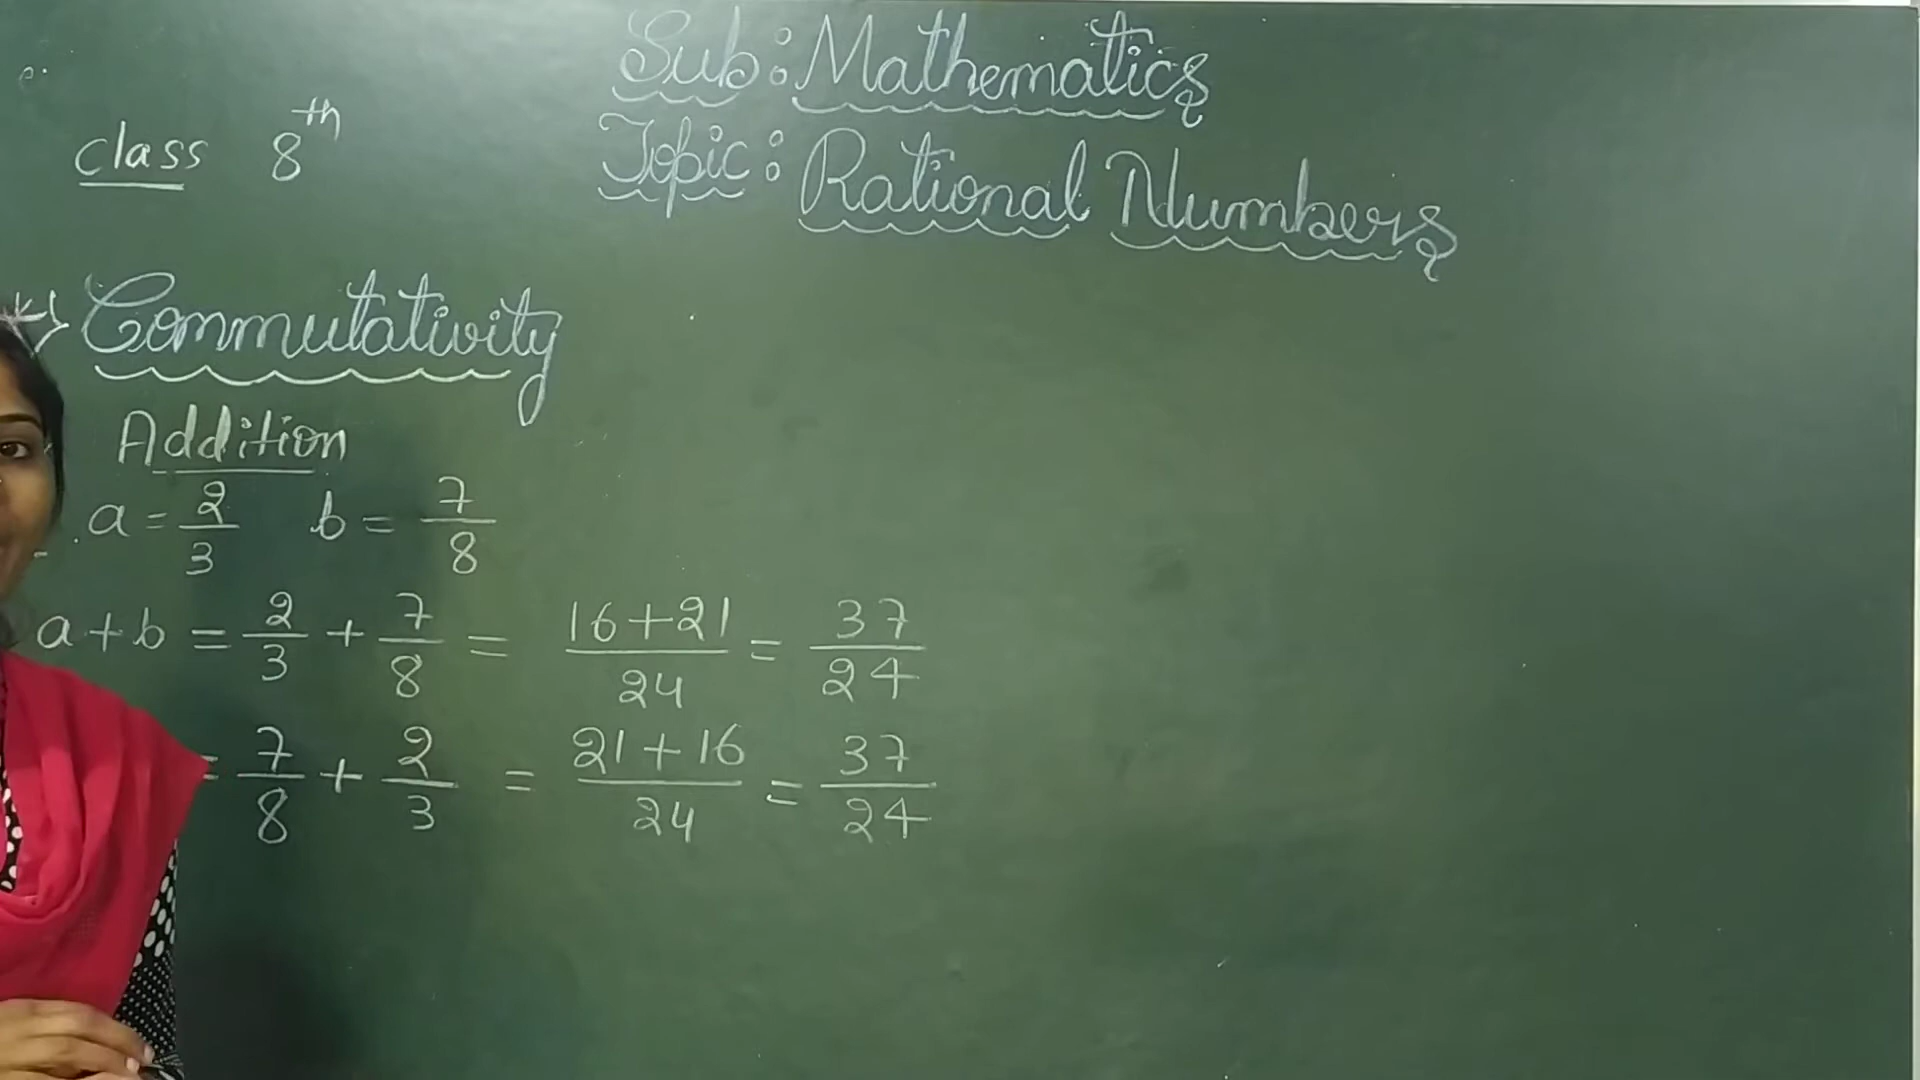 Sub: Mathematics
class 8th
Topic: Rational Numbers
*> Commutativity
Addition
a = 2/3 b = 7/8
a + b = 2/3 + 7/8 = 16+21/24 = 37/24
= 7/8 + 2/3 = 21+16/24 = 37/24